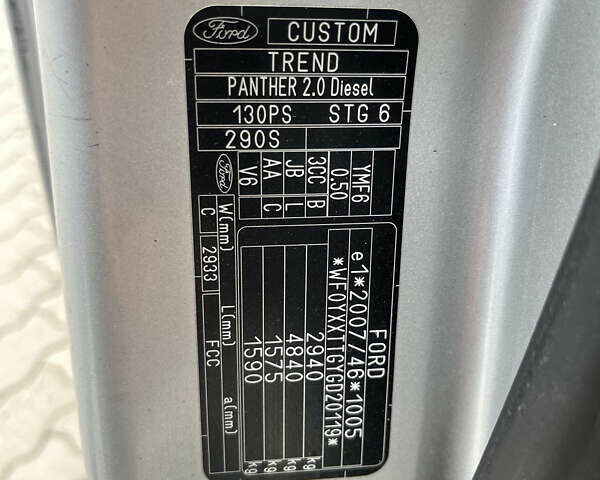 Ford CUSTOM
TREND
PANTHER 2.0 Diesel
130PS STG 6
290S
FORD
e1*2007/46*1005
*WF0YXXTTGYGD20119*
2940 kg
4840 kg
1575 kg
1590 kg
YMF6
0.50
3CC B
JB L
AA C
V6
Ford
W(mm) L(mm) a(mm)
C 2933 FCC